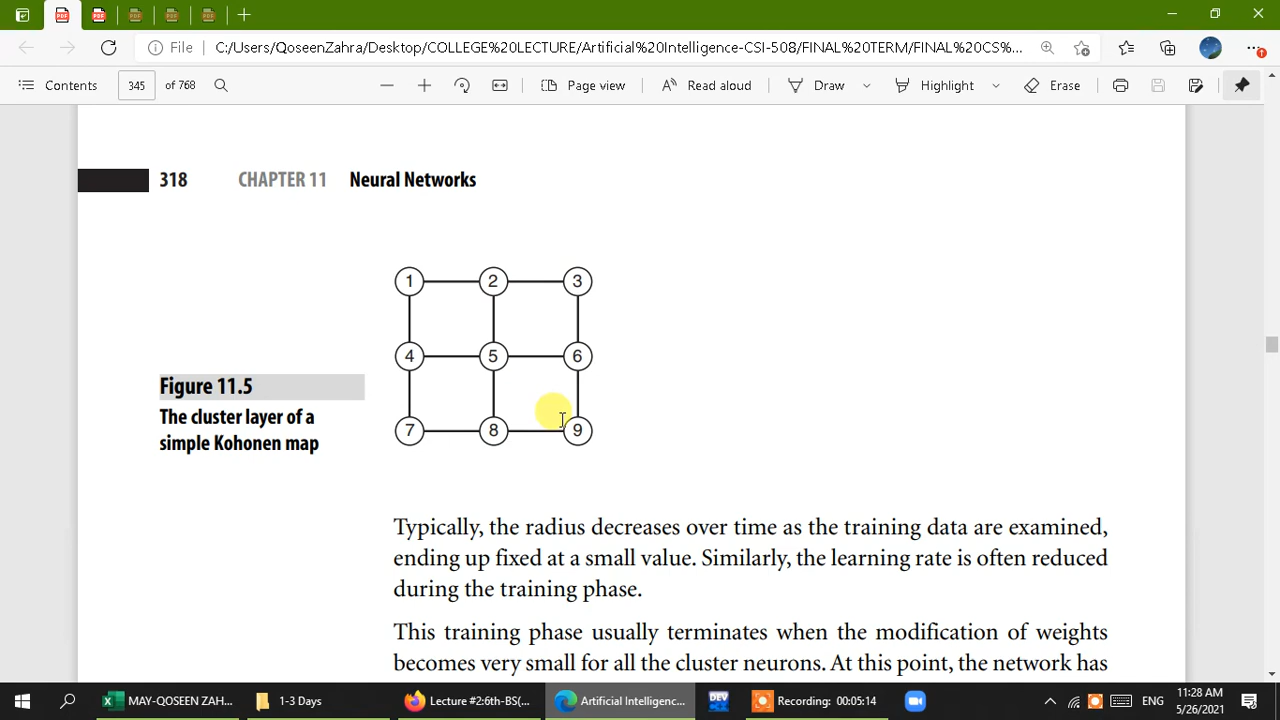 File
C:/Users/QoseenZahra/Desktop/COLLEGE%20LECTURE/Artificial%20Intelligence-CSI-508/FINAL%20TERM/FINAL%20CS%...
Contents
345
of 768
Page view
Read aloud
Draw
Highlight
Erase
318 CHAPTER 11 Neural Networks
1 2 3
4 5 6
7 8 9
Figure 11.5
The cluster layer of a
simple Kohonen map
Typically, the radius decreases over time as the training data are examined,
ending up fixed at a small value. Similarly, the learning rate is often reduced
during the training phase.
This training phase usually terminates when the modification of weights
becomes very small for all the cluster neurons. At this point, the network has
MAY-QOSEEN ZAH...
1-3 Days
Lecture #2:6th-BS(...
Artificial Intelligenc...
DEV
Recording: 00:05:14
ENG
11:28 AM
5/26/2021